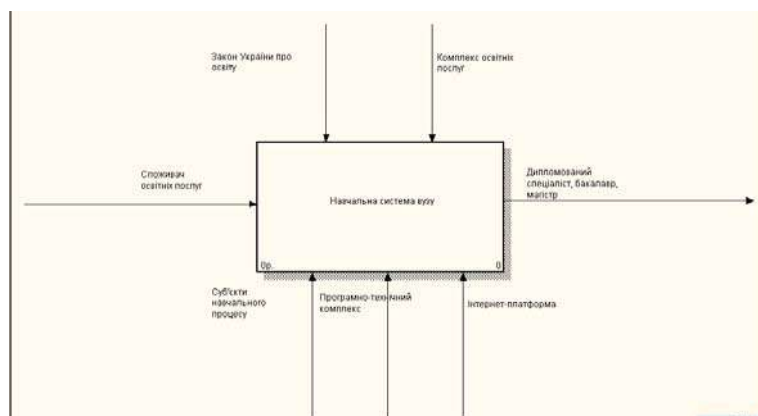 Закон України про
освіту
Комплекс освітніх
послуг
Споживач
освітніх послуг
Навчальна система вузу
Дипломований
спеціаліст, бакалавр,
магістр
0р.
0
Суб'єкти
навчального
процесу
Програмно-технічний
комплекс
Інтернет-платформа